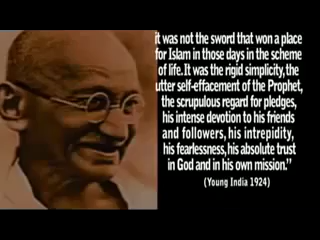 it was not the sword that won a place
for Islam in those days in the scheme
of life. It was the rigid simplicity, the
utter self-effacement of the Prophet,
the scrupulous regard for pledges,
his intense devotion to his friends
and followers, his intrepidity,
his fearlessness, his absolute trust
in God and in his own mission.”
(Young India 1924)